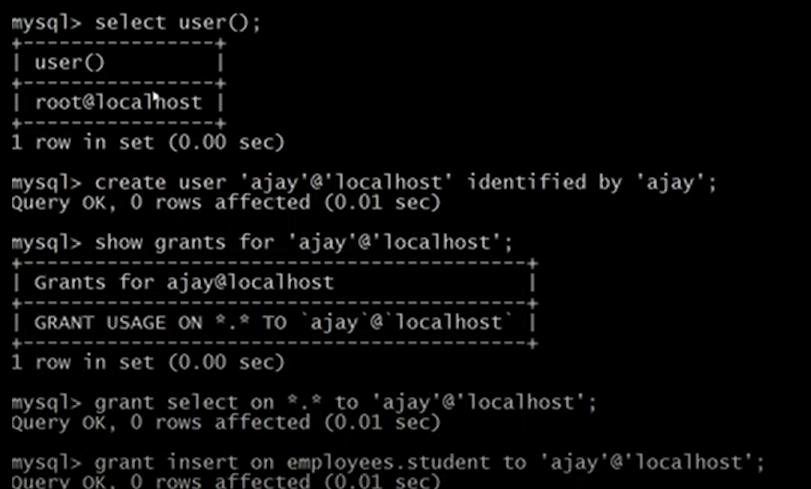 mysql> select user();
+----------------+
| user()         |
+----------------+
| root@localhost |
+----------------+
1 row in set (0.00 sec)
mysql> create user 'ajay'@'localhost' identified by 'ajay';
Query OK, 0 rows affected (0.01 sec)
mysql> show grants for 'ajay'@'localhost';
+------------------------------------------+
| Grants for ajay@localhost                |
+------------------------------------------+
| GRANT USAGE ON *.* TO `ajay`@`localhost` |
+------------------------------------------+
1 row in set (0.00 sec)
mysql> grant select on *.* to 'ajay'@'localhost';
Query OK, 0 rows affected (0.01 sec)
mysql> grant insert on employees.student to 'ajay'@'localhost';
Query OK, 0 rows affected (0.01 sec)